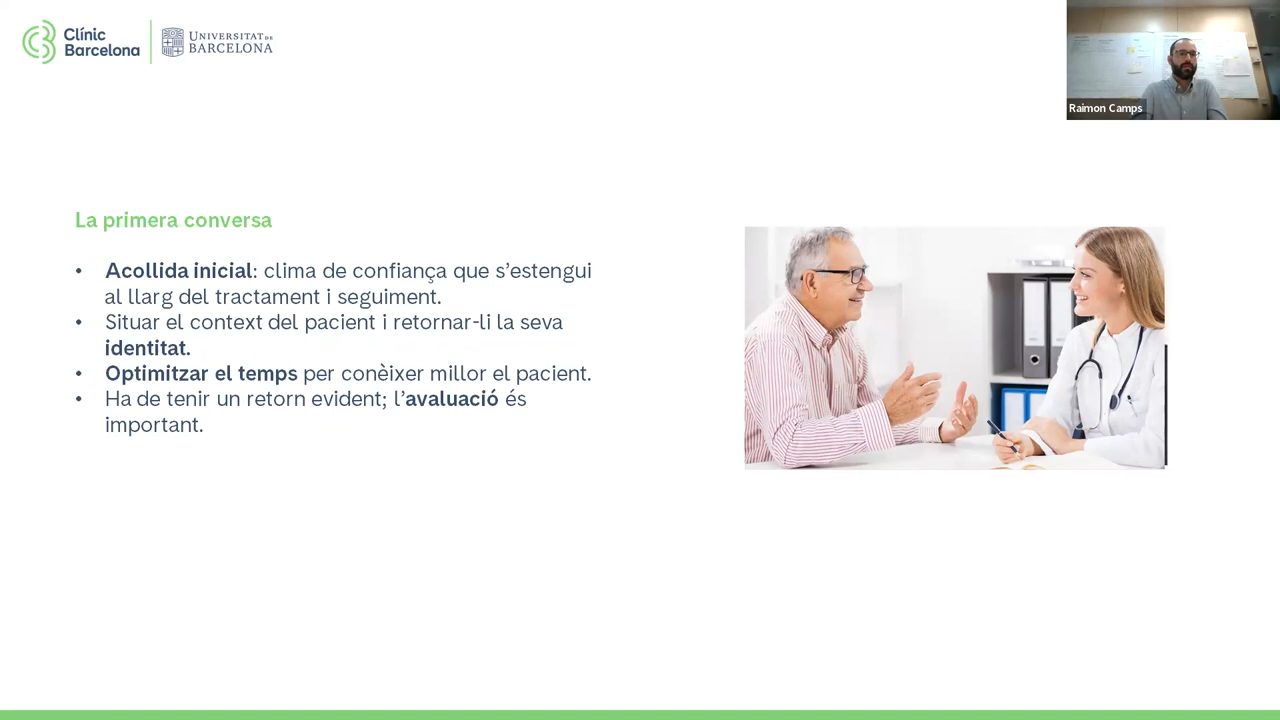 Clínic
Barcelona
UNIVERSITAT DE
BARCELONA
Raimon Camps
La primera conversa
• Acollida inicial: clima de confiança que s’estengui
al llarg del tractament i seguiment.
• Situar el context del pacient i retornar-li la seva
identitat.
• Optimitzar el temps per conèixer millor el pacient.
• Ha de tenir un retorn evident; l’avaluació és
important.